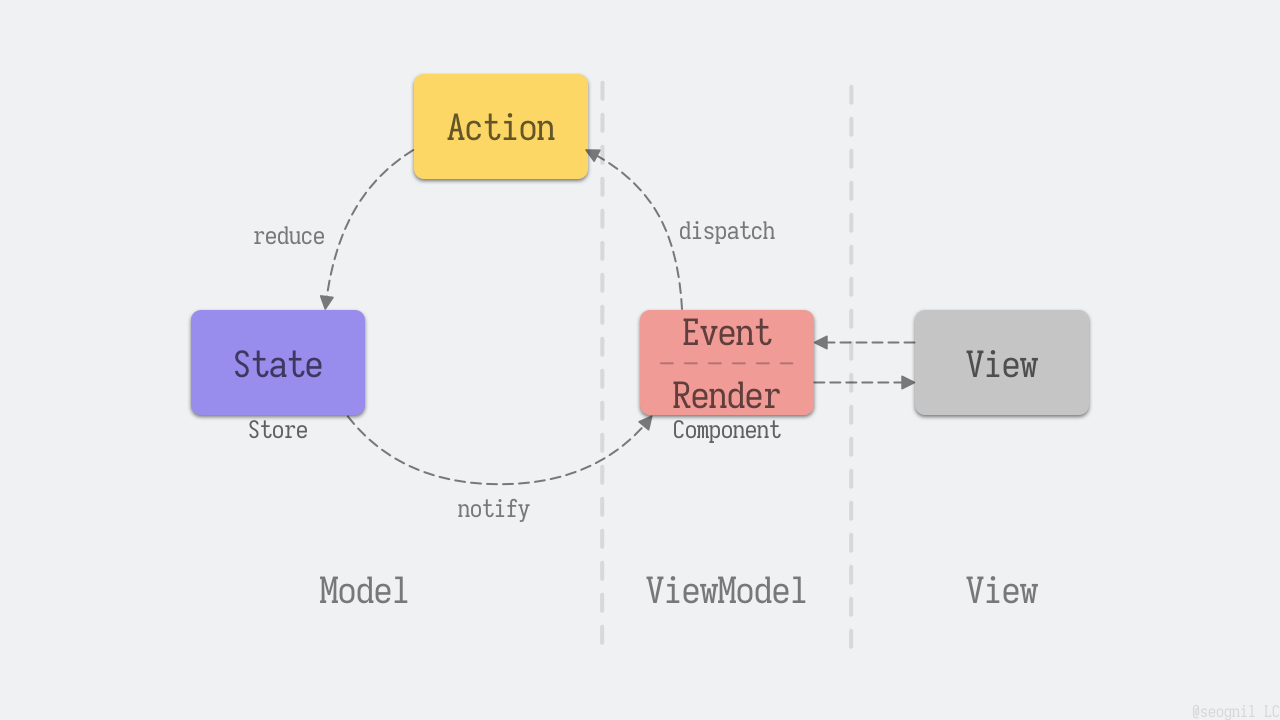 Action
reduce
dispatch
Event
State
View
Render
Store
Component
notify
Model
ViewModel
View
@seognil LC